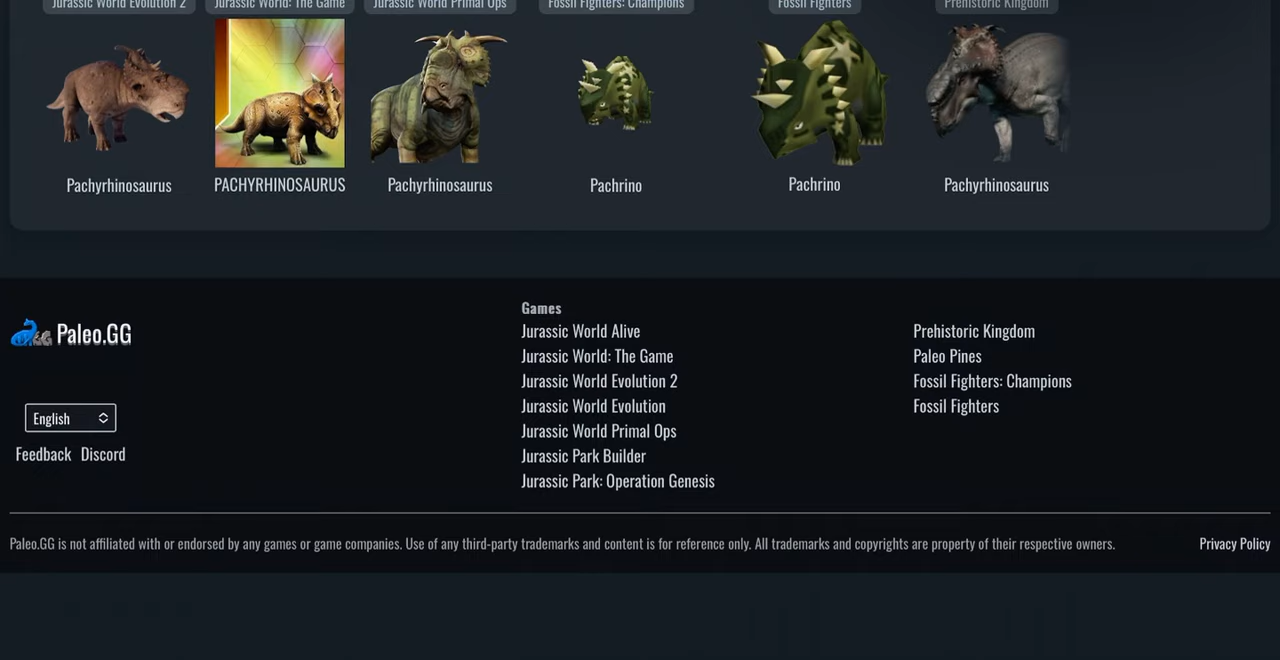 Jurassic World Evolution 2
Jurassic World: The Game
Jurassic World Primal Ops
Fossil Fighters: Champions
Fossil Fighters
Prehistoric Kingdom
Pachyrhinosaurus
PACHYRHINOSAURUS
Pachyrhinosaurus
Pachrino
Pachrino
Pachyrhinosaurus
Paleo.GG
English
Feedback Discord
Games
Jurassic World Alive
Jurassic World: The Game
Jurassic World Evolution 2
Jurassic World Evolution
Jurassic World Primal Ops
Jurassic Park Builder
Jurassic Park: Operation Genesis
Prehistoric Kingdom
Paleo Pines
Fossil Fighters: Champions
Fossil Fighters
Paleo.GG is not affiliated with or endorsed by any games or game companies. Use of any third-party trademarks and content is for reference only. All trademarks and copyrights are property of their respective owners.
Privacy Policy